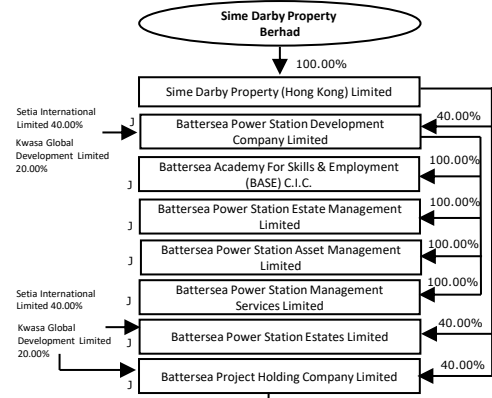 Sime Darby Property
Berhad
100.00%
Sime Darby Property (Hong Kong) Limited
Setia International
Limited 40.00%
Kwasa Global
Development Limited
20.00%
J
Battersea Power Station Development
Company Limited
40.00%
J
Battersea Academy For Skills & Employment
(BASE) C.I.C.
100.00%
J
Battersea Power Station Estate Management
Limited
100.00%
J
Battersea Power Station Asset Management
Limited
100.00%
J
Battersea Power Station Management
Services Limited
100.00%
Setia International
Limited 40.00%
Kwasa Global
Development Limited
20.00%
J
Battersea Power Station Estates Limited
40.00%
J
Battersea Project Holding Company Limited
40.00%